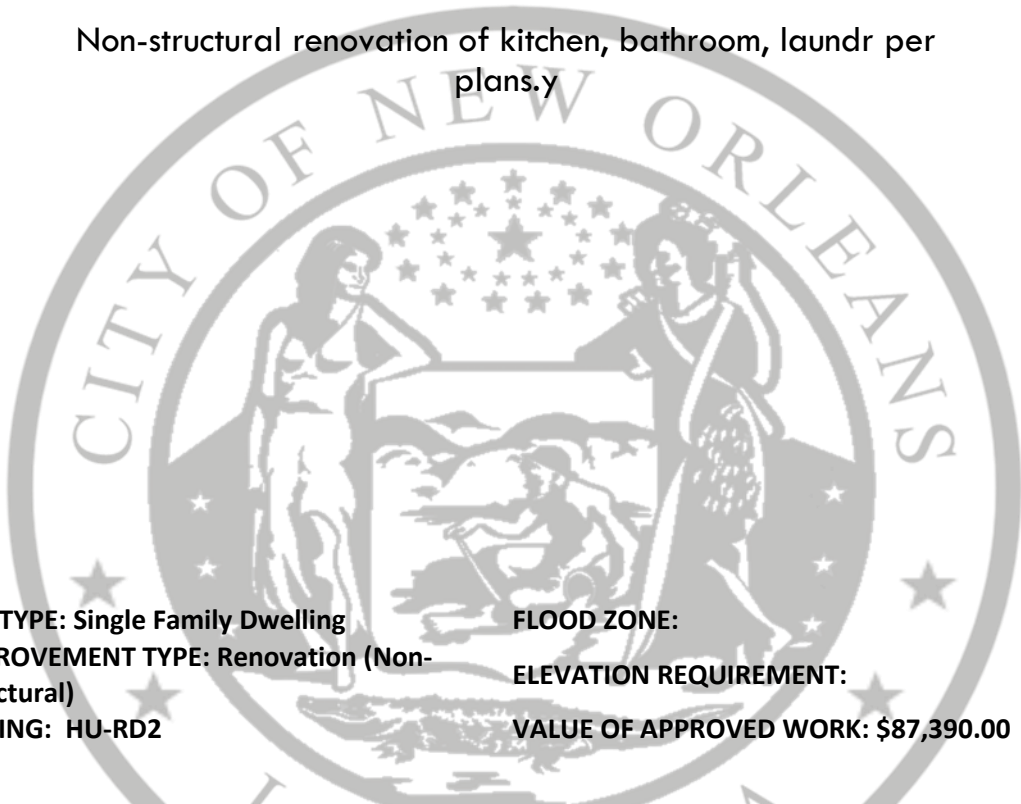 Non-structural renovation of kitchen, bathroom, laundr per
plans.y
CITY OF NEW ORLEANS
TYPE: Single Family Dwelling
ROVEMENT TYPE: Renovation (Non-
ctural)
ING: HU-RD2
FLOOD ZONE:
ELEVATION REQUIREMENT:
VALUE OF APPROVED WORK: $87,390.00